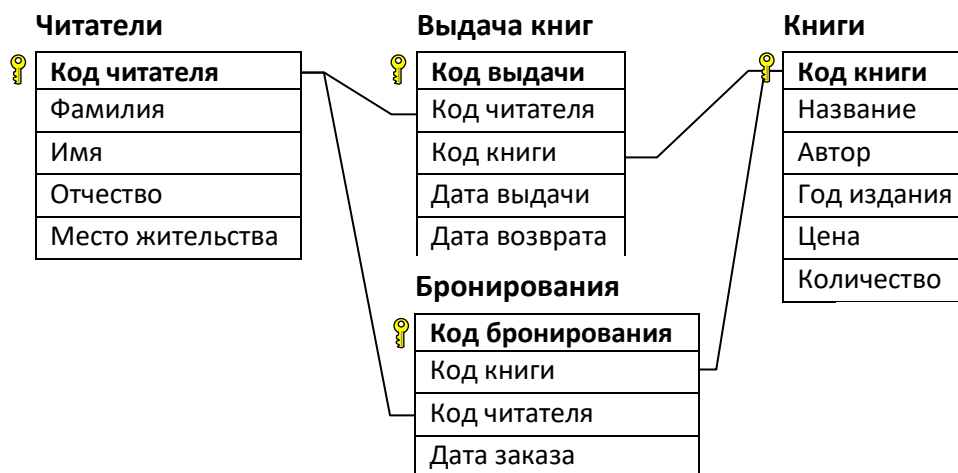 Читатели
Код читателя
Фамилия
Имя
Отчество
Место жительства
Выдача книг
Код выдачи
Код читателя
Код книги
Дата выдачи
Дата возврата
Книги
Код книги
Название
Автор
Год издания
Цена
Количество
Бронирования
Код бронирования
Код книги
Код читателя
Дата заказа